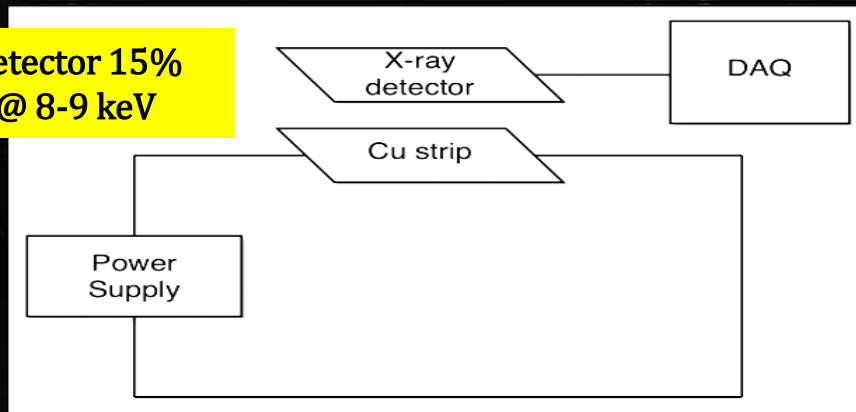 etector 15%
@ 8-9 keV
X-ray
detector
DAQ
Cu strip
Power
Supply